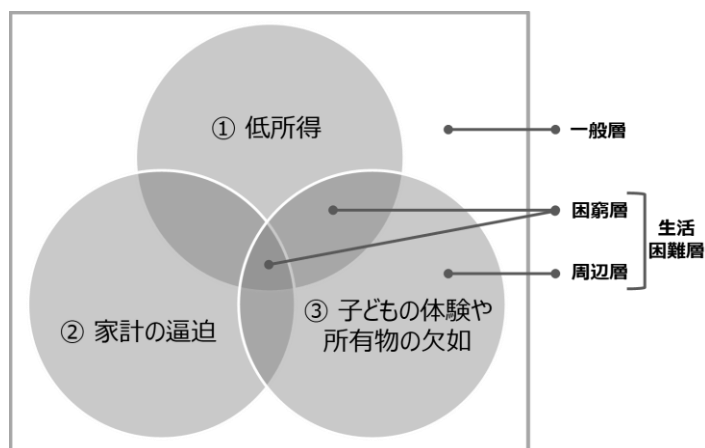 ① 低所得
一般層
困窮層
生活
困難層
周辺層
② 家計の逼迫
③ 子どもの体験や
所有物の欠如